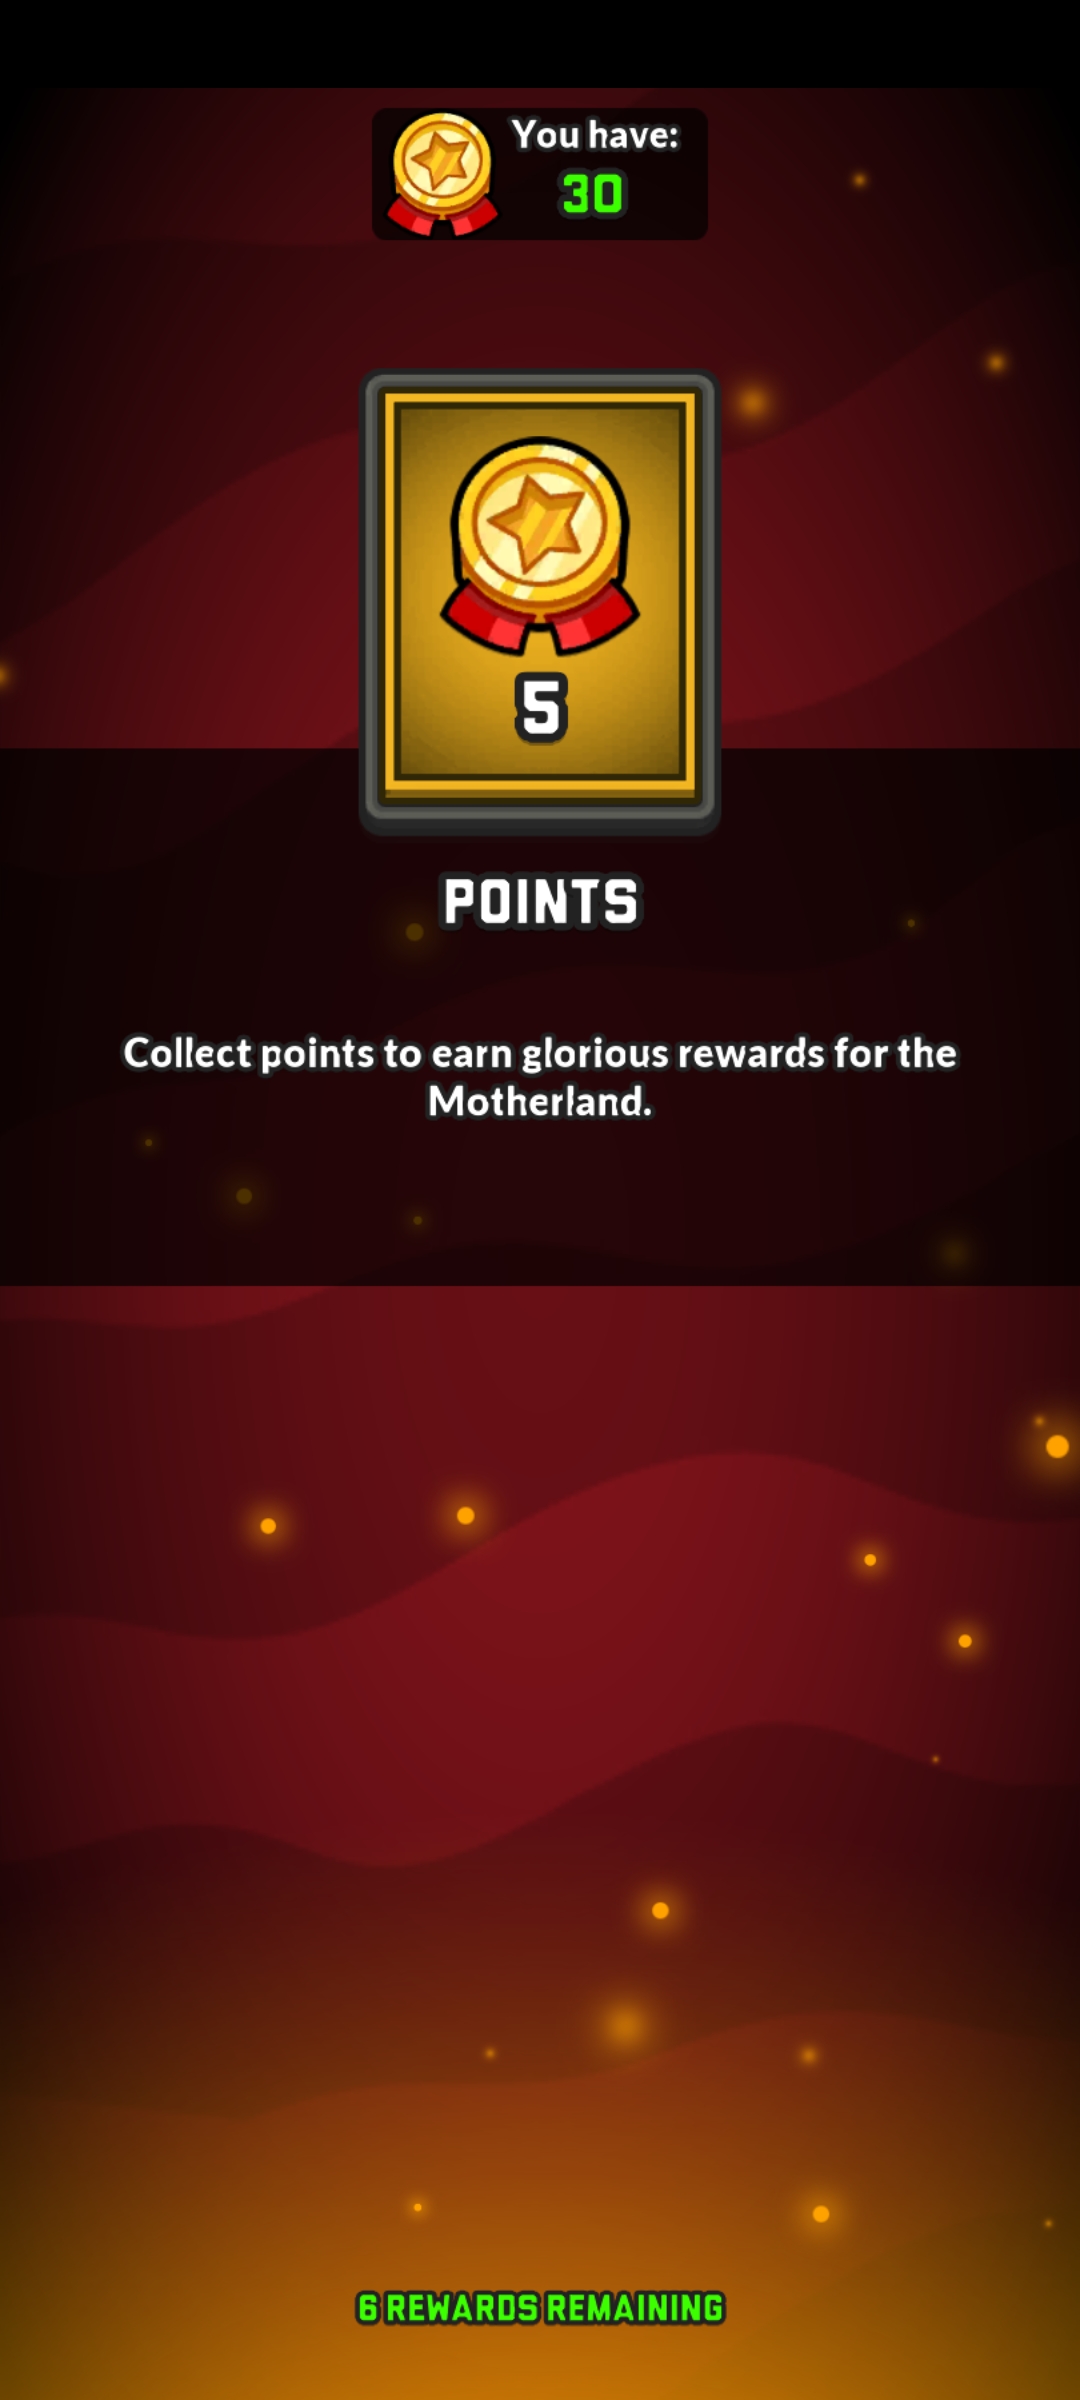 You have:
30
5
POINTS
Collect points to earn glorious rewards for the
Motherland.
6 REWARDS REMAINING